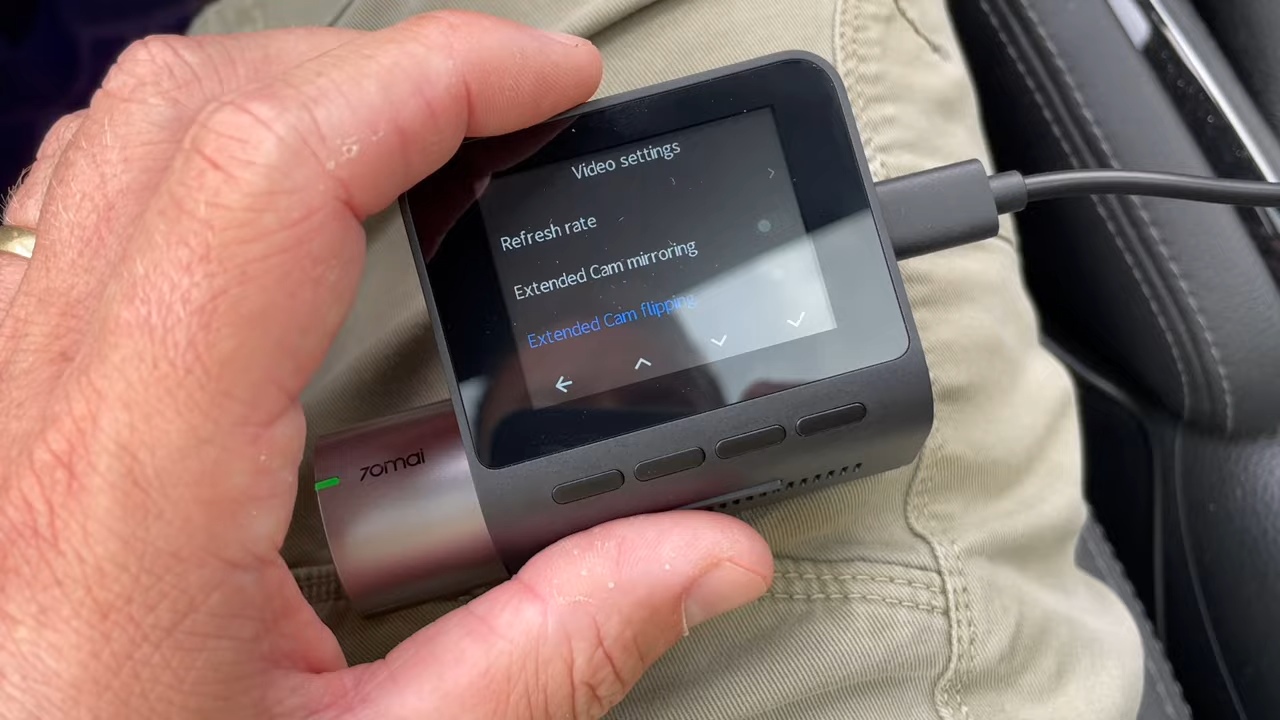 Video settings
Refresh rate
Extended Cam mirroring
Extended Cam flipping
70mai